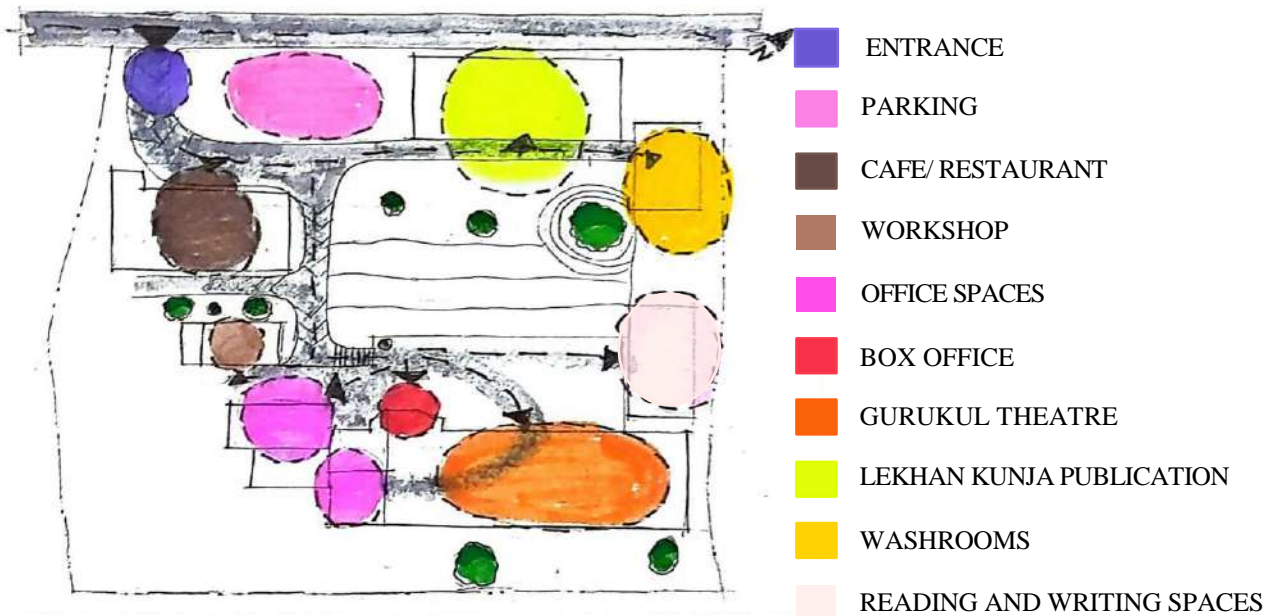 N
ENTRANCE
PARKING
CAFE/ RESTAURANT
WORKSHOP
OFFICE SPACES
BOX OFFICE
GURUKUL THEATRE
LEKHAN KUNJA PUBLICATION
WASHROOMS
READING AND WRITING SPACES